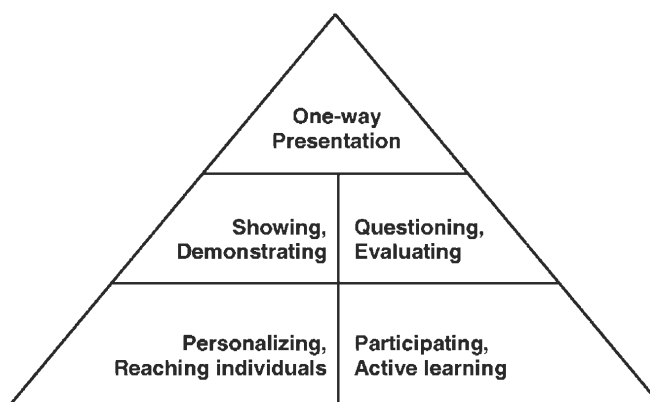 One-way
Presentation
Showing,
Demonstrating
Questioning,
Evaluating
Personalizing,
Reaching individuals
Participating,
Active learning